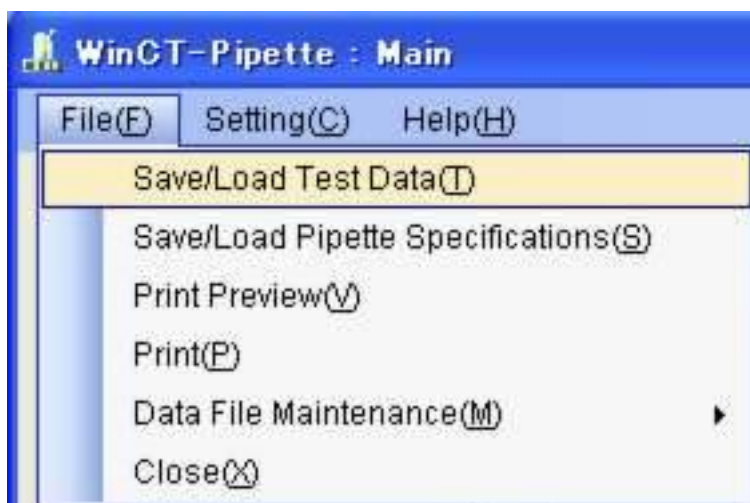 WinCT-Pipette : Main
File(F) Setting(C) Help(H)
Save/Load Test Data(T)
Save/Load Pipette Specifications(S)
Print Preview(V)
Print(P)
Data File Maintenance(M)
Close(X)